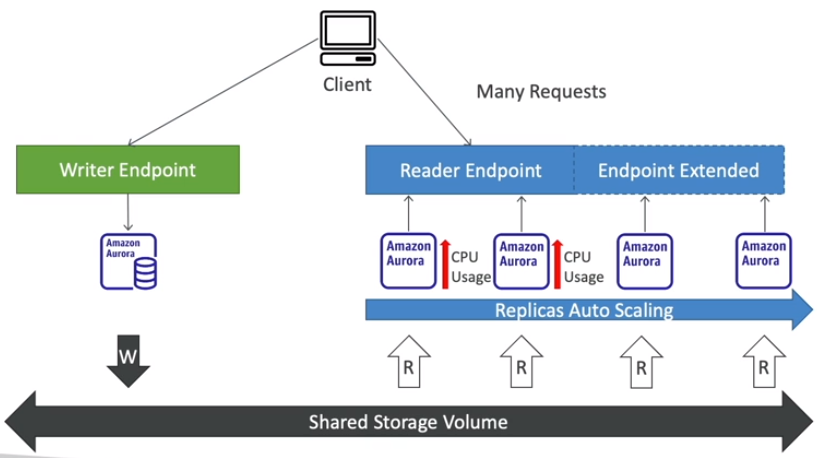 Client
Many Requests
Writer Endpoint
Reader Endpoint
Endpoint Extended
Amazon
Aurora
Amazon
Aurora
CPU
Usage
Amazon
Aurora
CPU
Usage
Amazon
Aurora
Amazon
Aurora
Replicas Auto Scaling
W
R
R
R
R
Shared Storage Volume